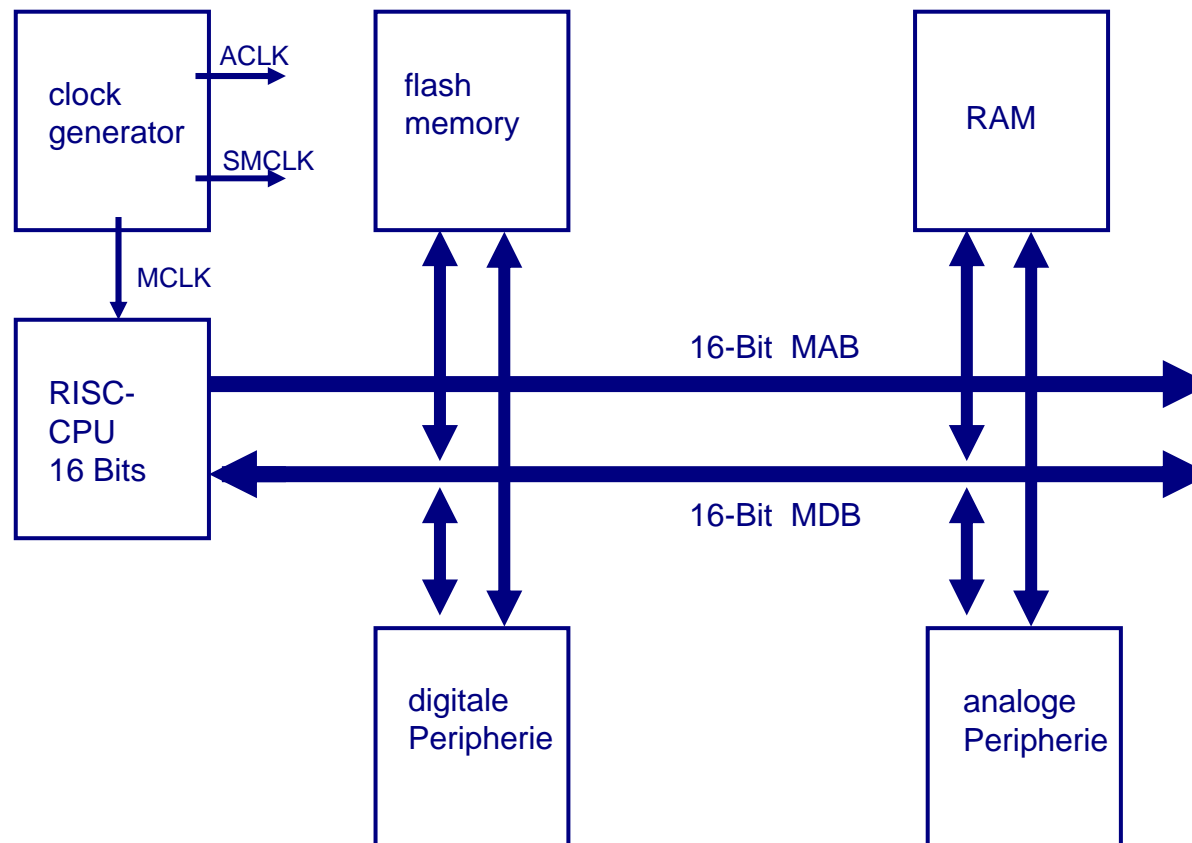 ACLK
clock
generator
SMCLK
flash
memory
RAM
MCLK
RISC-
CPU
16 Bits
16-Bit MAB
16-Bit MDB
digitale
Peripherie
analoge
Peripherie